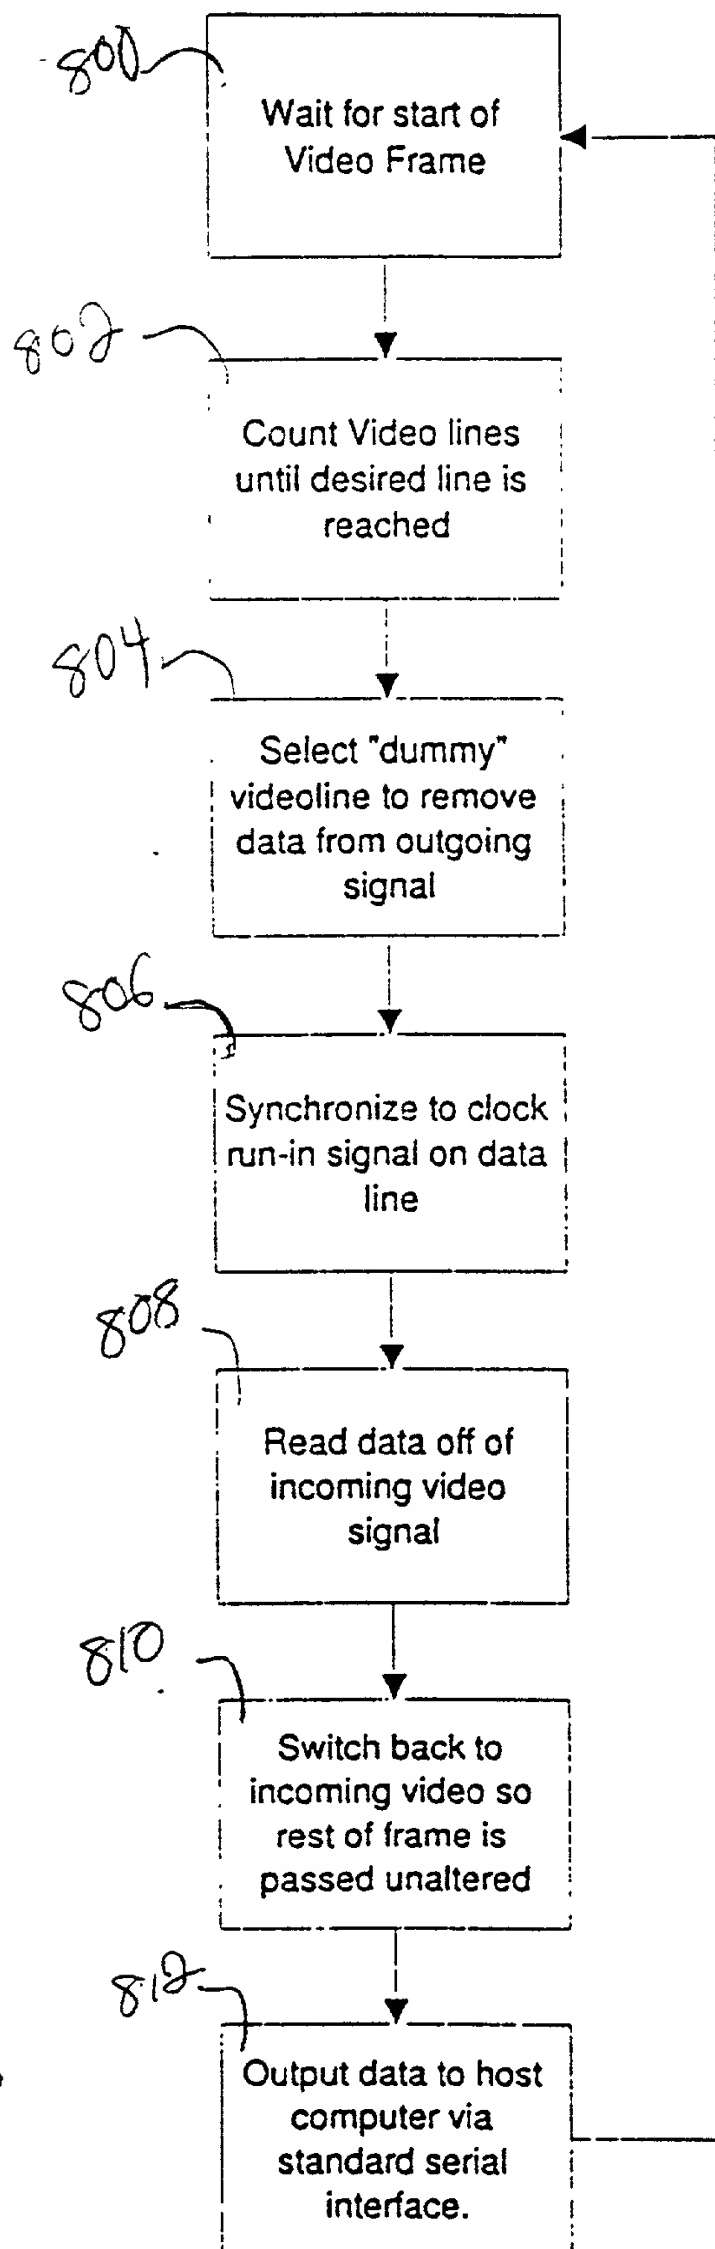 800
Wait for start of
Video Frame
802
Count Video lines
until desired line is
reached
804
Select "dummy"
videoline to remove
data from outgoing
signal
806
Synchronize to clock
run-in signal on data
line
808
Read data off of
incoming video
signal
810
Switch back to
incoming video so
rest of frame is
passed unaltered
812
Output data to host
computer via
standard serial
interface.